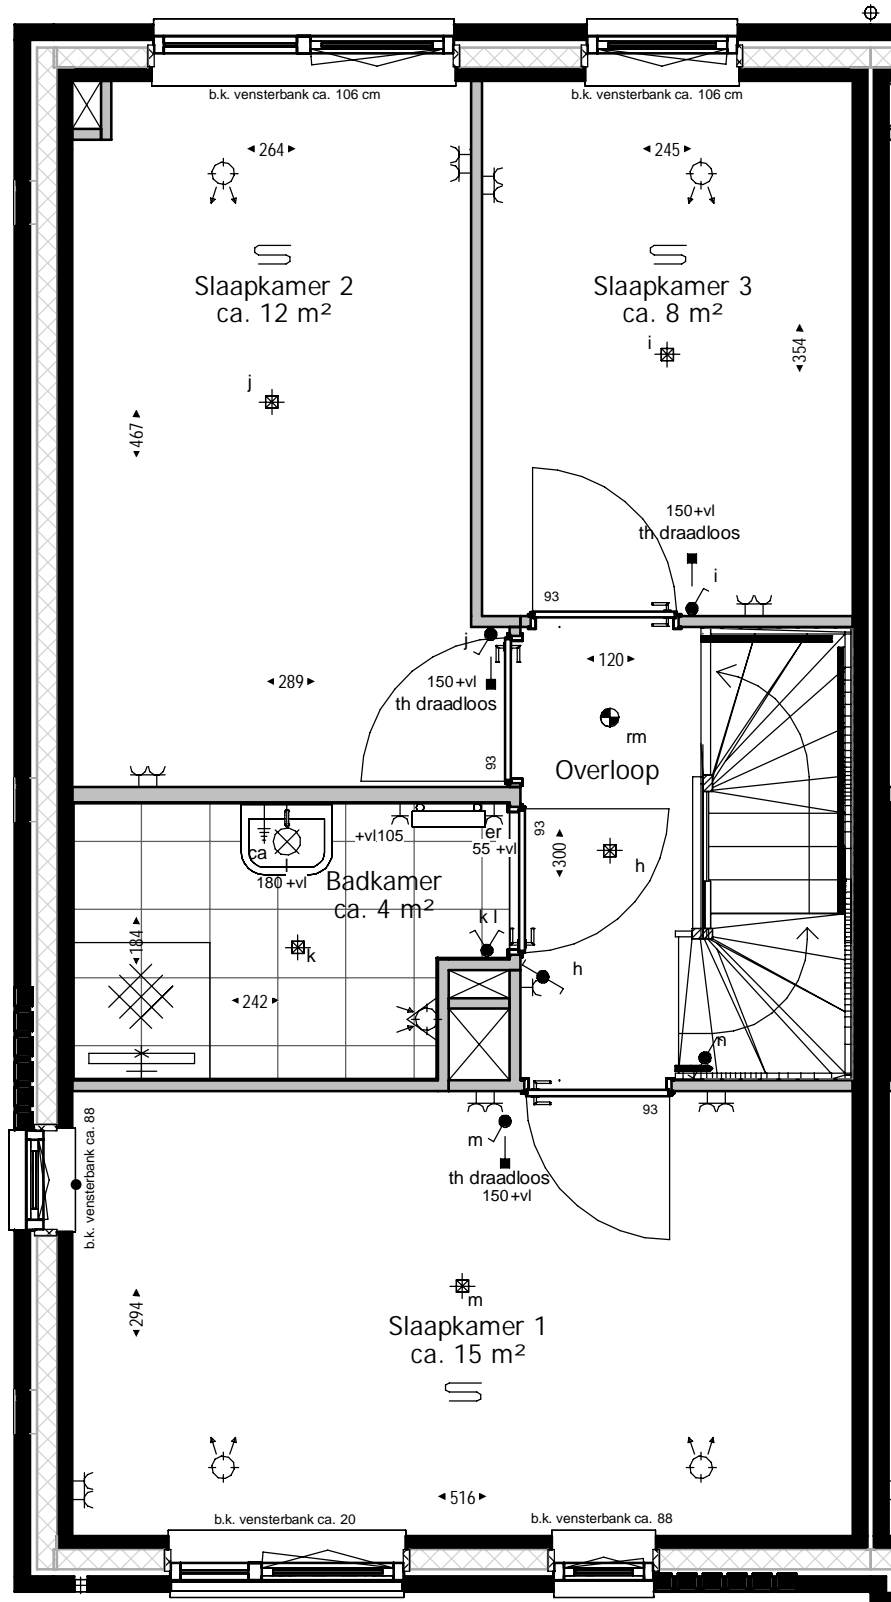 b.k. vensterbank ca. 106 cm
b.k. vensterbank ca. 106 cm
264
245
Slaapkamer 2
ca. 12 m²
Slaapkamer 3
ca. 8 m²
354
i
j
467
150+vl
th draadloos
i
93
j
120
289
150+vl
th draadloos
rm
93
Overloop
+vl105
er
55 +vl
93
300
h
ca
180 +vl
Badkamer
ca. 4 m²
k l
184
k
h
242
n
m
93
b.k. vensterbank ca. 88
th draadloos
150+vl
m
294
Slaapkamer 1
ca. 15 m²
516
b.k. vensterbank ca. 20
b.k. vensterbank ca. 88